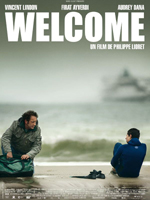 VINCENT LINDON FIRAT AYVERDI AUDREY DANA
WELCOME
UN FILM DE PHILIPPE LIORET